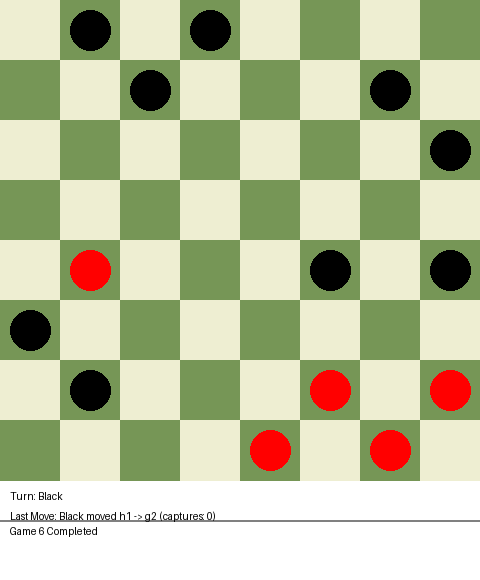 Turn: Black
Last Move: Black moved h1 -> g2 (captures: 0)
Game 6 Completed